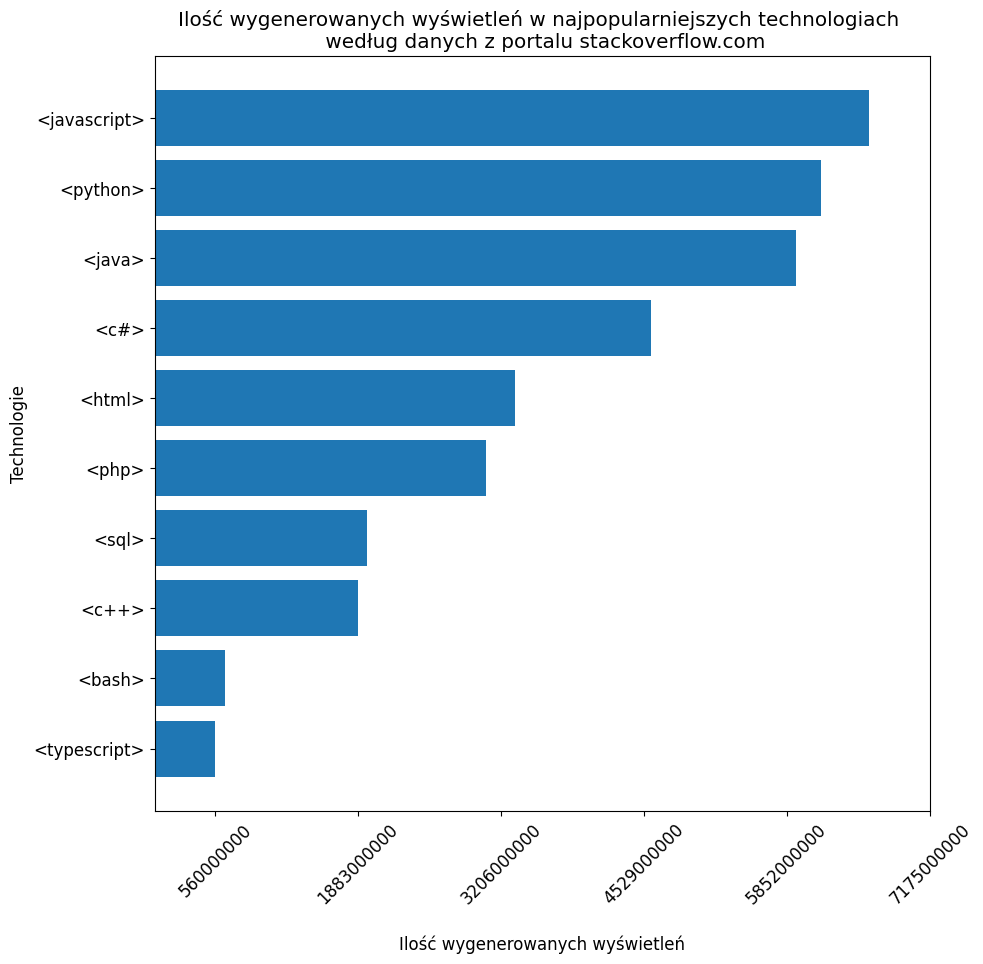 Ilość wygenerowanych wyświetleń w najpopularniejszych technologiach
według danych z portalu stackoverflow.com
Technologie
<javascript>
<python>
<java>
<c#>
<html>
<php>
<sql>
<c++>
<bash>
<typescript>
560000000
1883000000
3206000000
4529000000
5852000000
7175000000
Ilość wygenerowanych wyświetleń